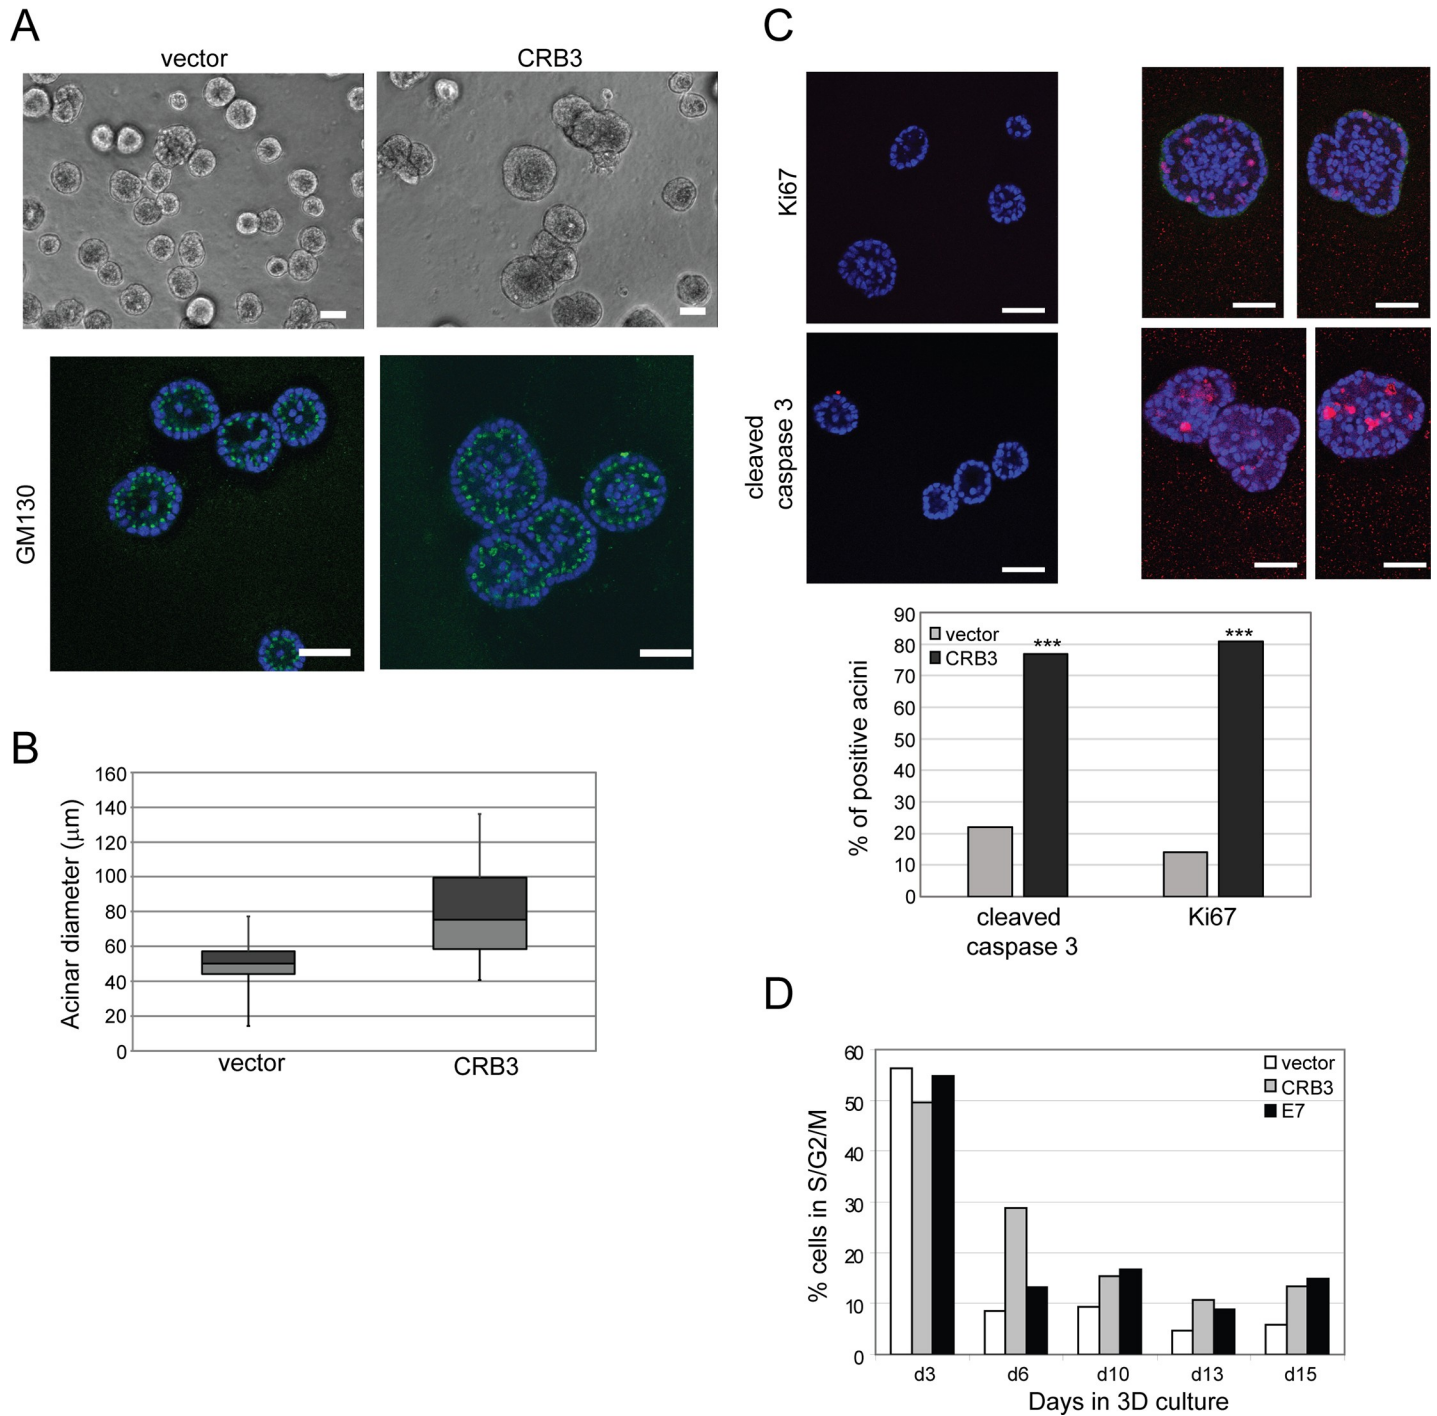 A
vector
CRB3
GM130
B
Acinar diameter (μm)
160
140
120
100
80
60
40
20
0
vector
CRB3
C
Ki67
cleaved
caspase 3
% of positive acini
90
80
70
60
50
40
30
20
10
0
vector
CRB3
***
***
cleaved
caspase 3
Ki67
D
% cells in S/G2/M
60
50
40
30
20
10
0
vector
CRB3
E7
d3
d6
d10
d13
d15
Days in 3D culture